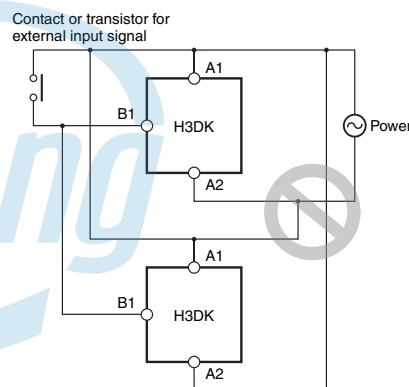 Contact or transistor for
external input signal
A1
B1
H3DK
Power
A2
A1
B1
H3DK
A2